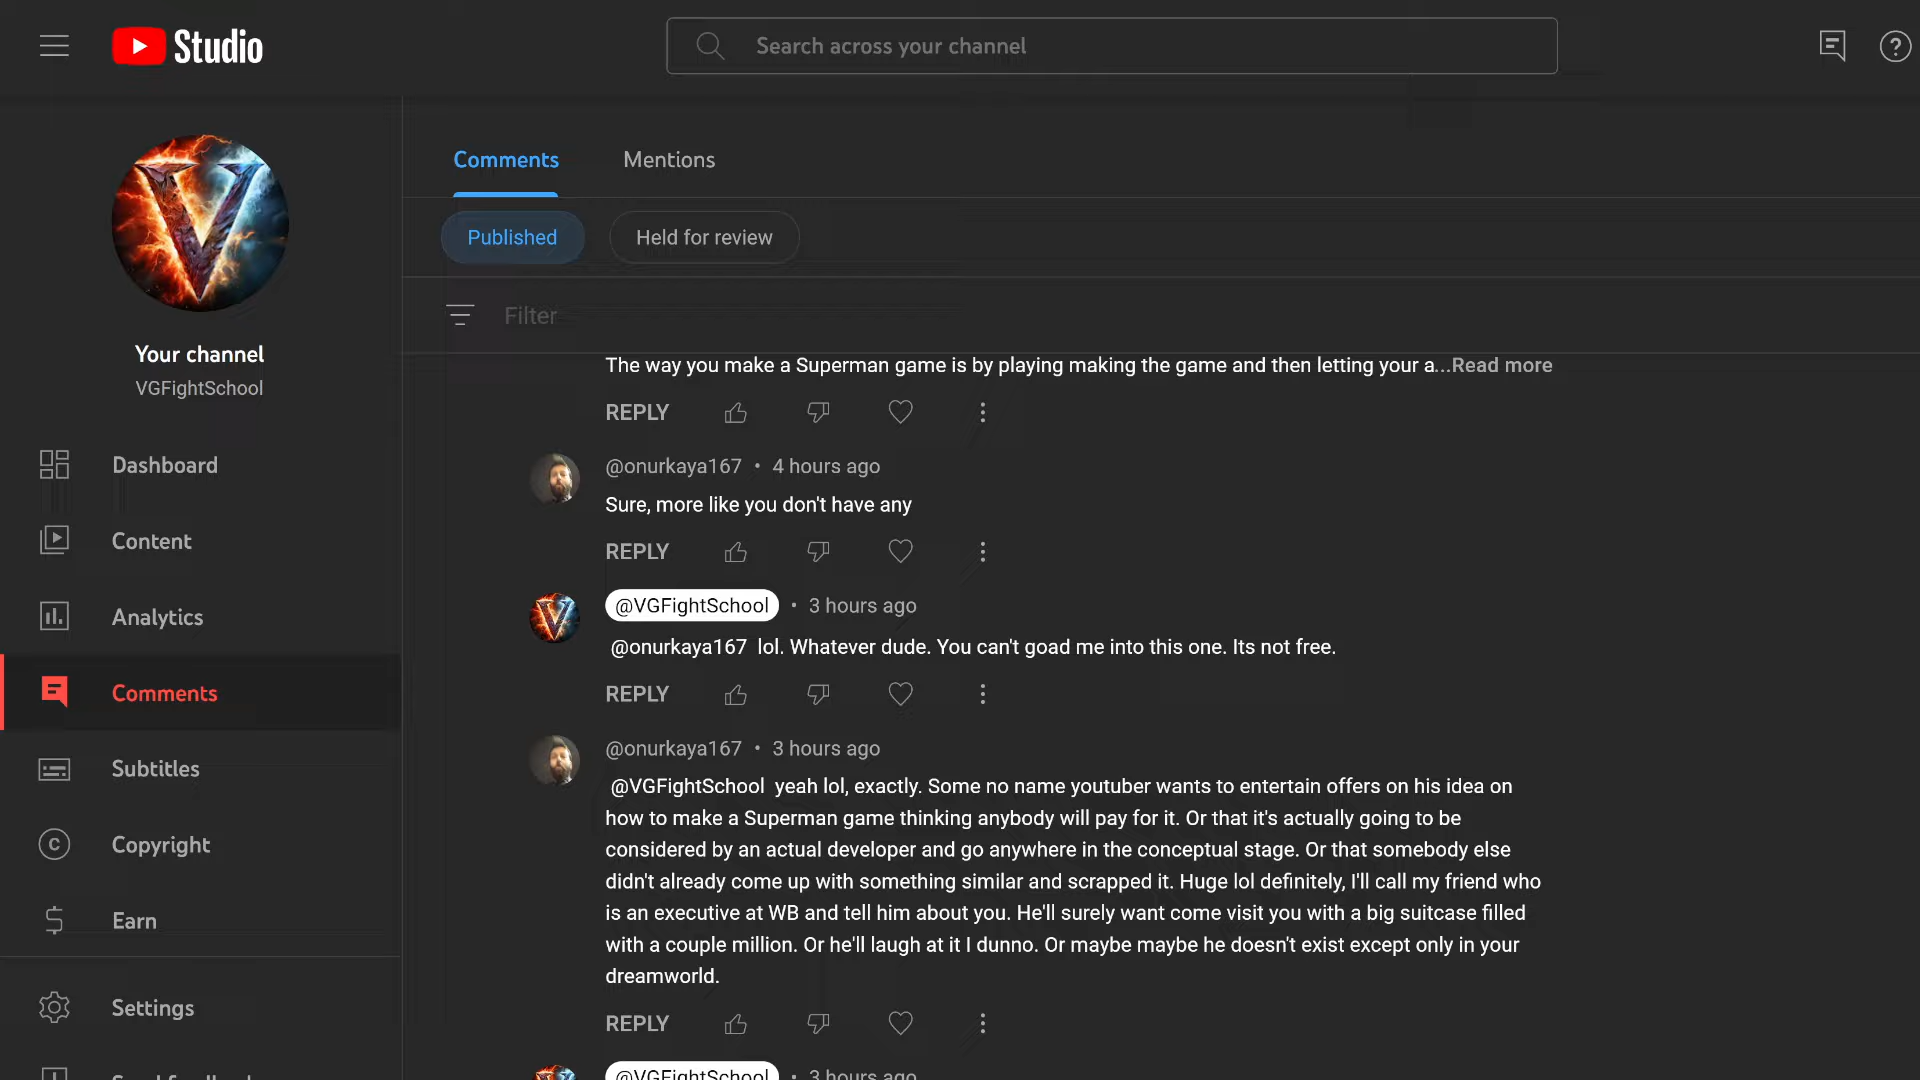 Studio
Search across your channel
?
Your channel
VGFightSchool
Dashboard
Content
Analytics
Comments
Subtitles
Copyright
Earn
Settings
Comments
Mentions
Published
Held for review
Filter
The way you make a Superman game is by playing making the game and then letting your a...Read more
REPLY
@onurkaya167 • 4 hours ago
Sure, more like you don't have any
REPLY
@VGFightSchool • 3 hours ago
@onurkaya167 lol. Whatever dude. You can't goad me into this one. Its not free.
REPLY
@onurkaya167 • 3 hours ago
@VGFightSchool yeah lol, exactly. Some no name youtuber wants to entertain offers on his idea on
how to make a Superman game thinking anybody will pay for it. Or that it's actually going to be
considered by an actual developer and go anywhere in the conceptual stage. Or that somebody else
didn't already come up with something similar and scrapped it. Huge lol definitely, I'll call my friend who
is an executive at WB and tell him about you. He'll surely want come visit you with a big suitcase filled
with a couple million. Or he'll laugh at it I dunno. Or maybe maybe he doesn't exist except only in your
dreamworld.
REPLY
@VGFightSchool • 3 hours ago